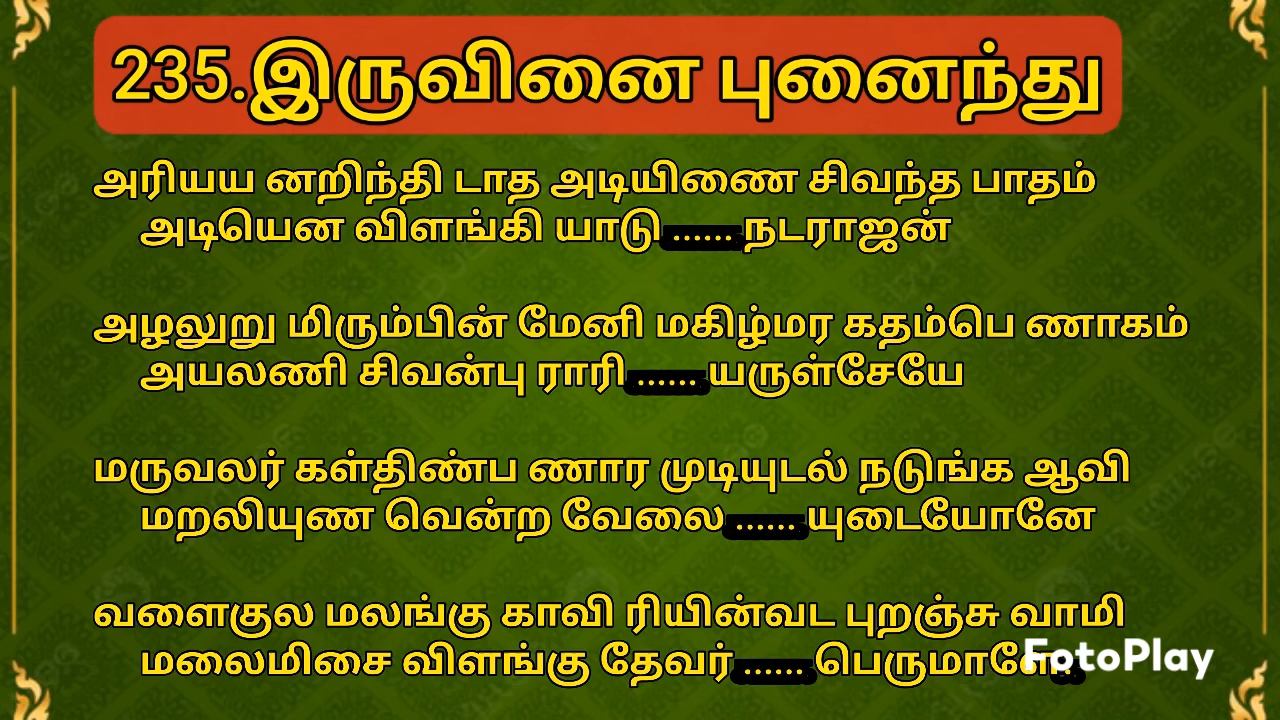 235.இருவினை புனைந்து
அரியய னறிந்தி டாத அடியிணை சிவந்த பாதம்
அடியென விளங்கி யாடு ...... நடராஜன்
அழலுறு மிரும்பின் மேனி மகிழ்மர கதம்பெ ணாகம்
அயலணி சிவன்பு ராரி ...... யருள்சேயே
மருவலர் கள்திண்ப ணார முடியுடல் நடுங்க ஆவி
மறலியுண வென்ற வேலை ...... யுடையோனே
வளைகுல மலங்கு காவி ரியின்வட புறஞ்சு வாமி
மலைமிசை விளங்கு தேவர் ...... பெருமாளே..
FotoPlay